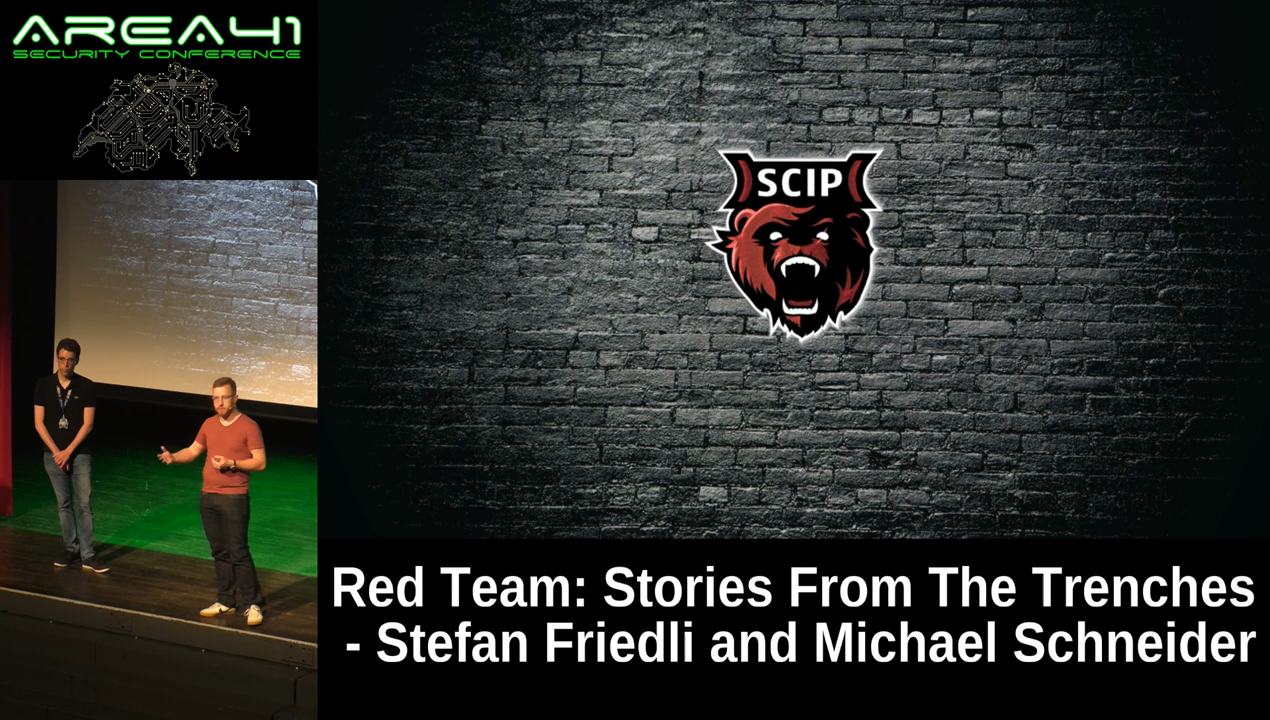 AREA41
SECURITY CONFERENCE
SCIP
Red Team: Stories From The Trenches
- Stefan Friedli and Michael Schneider